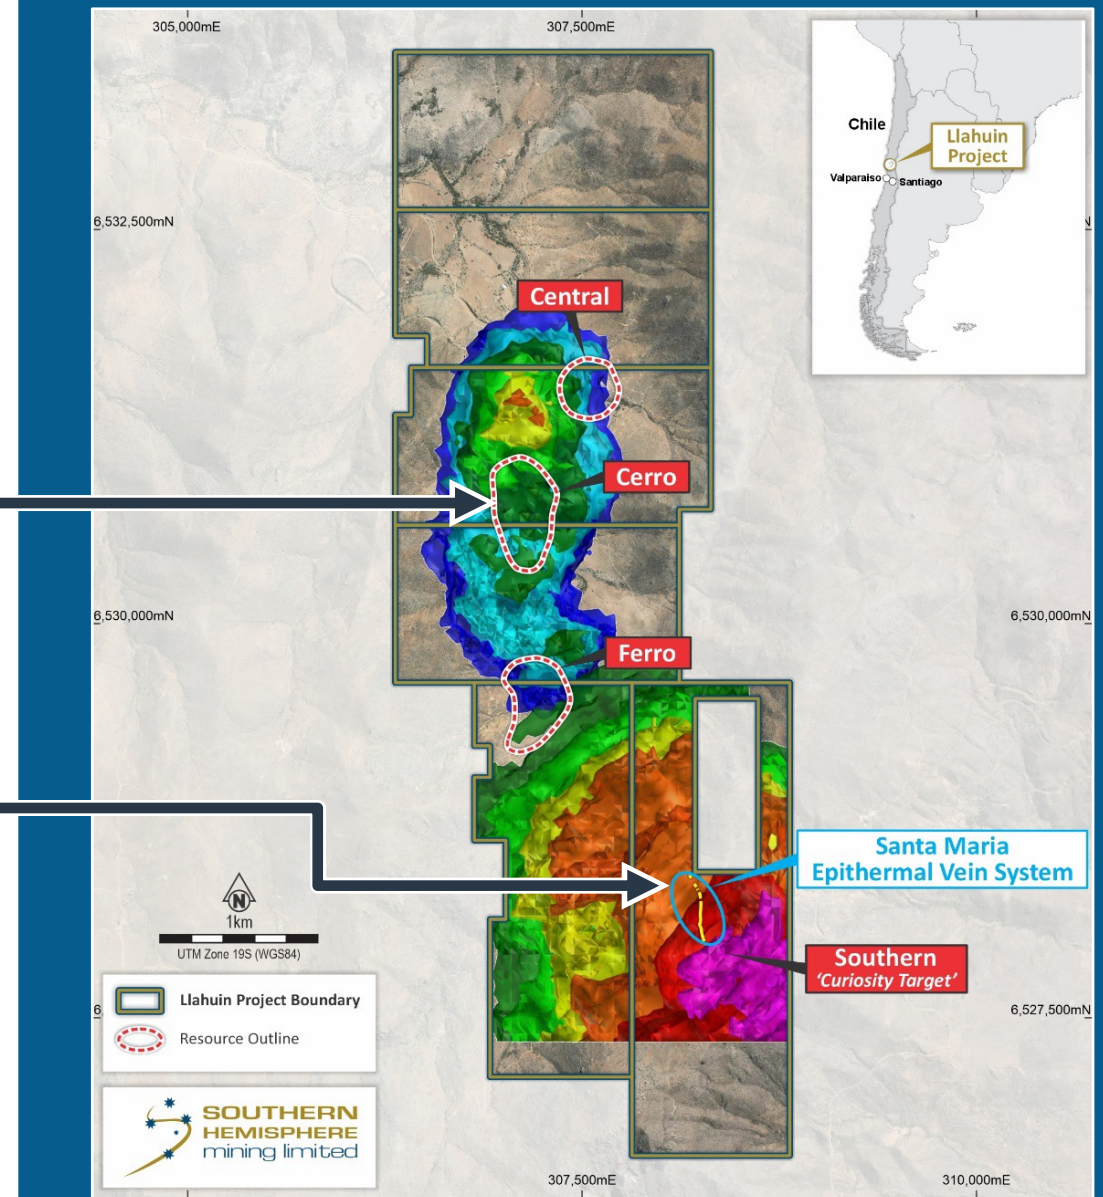 305,000mE
307,500mE
Chile
Llahuin
Project
Valparaiso
Santiago
6,532,500mN
N
Central
Cerro
6,530,000mN
6,530,000mN
Ferro
Santa Maria
Epithermal Vein System
N
1km
UTM Zone 19S (WGS84)
Southern
'Curiosity Target'
Llahuin Project Boundary
6
6,527,500mN
Resource Outline
SOUTHERN
HEMISPHERE
mining limited
307,500mE
310,000mE